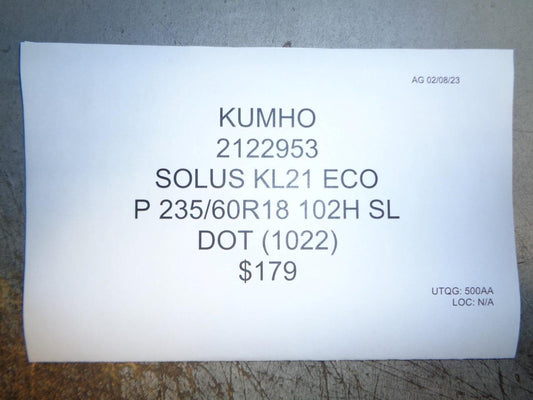 AG 02/08/23
KUMHO
2122953
SOLUS KL21 ECO
P 235/60R18 102H SL
DOT (1022)
$179
UTQG: 500AA
LOC: N/A